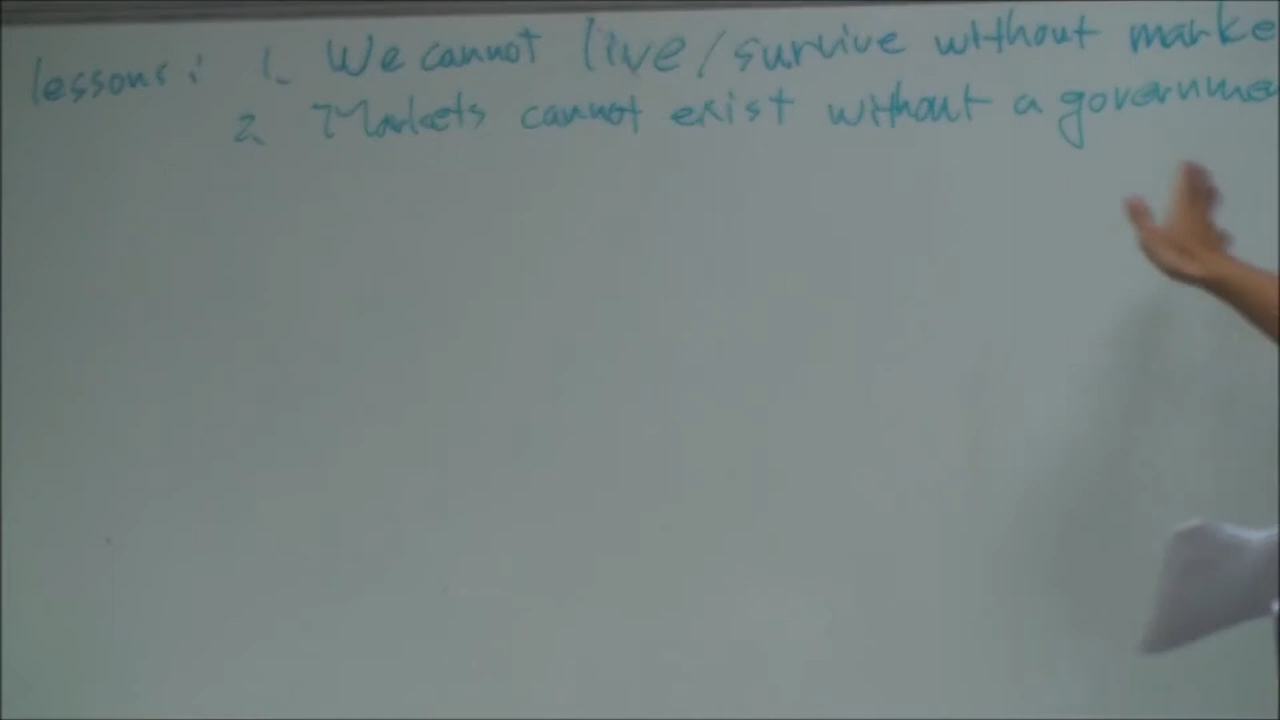 lessons: 1. We cannot live/survive without marke
2. Markets cannot exist without a governme